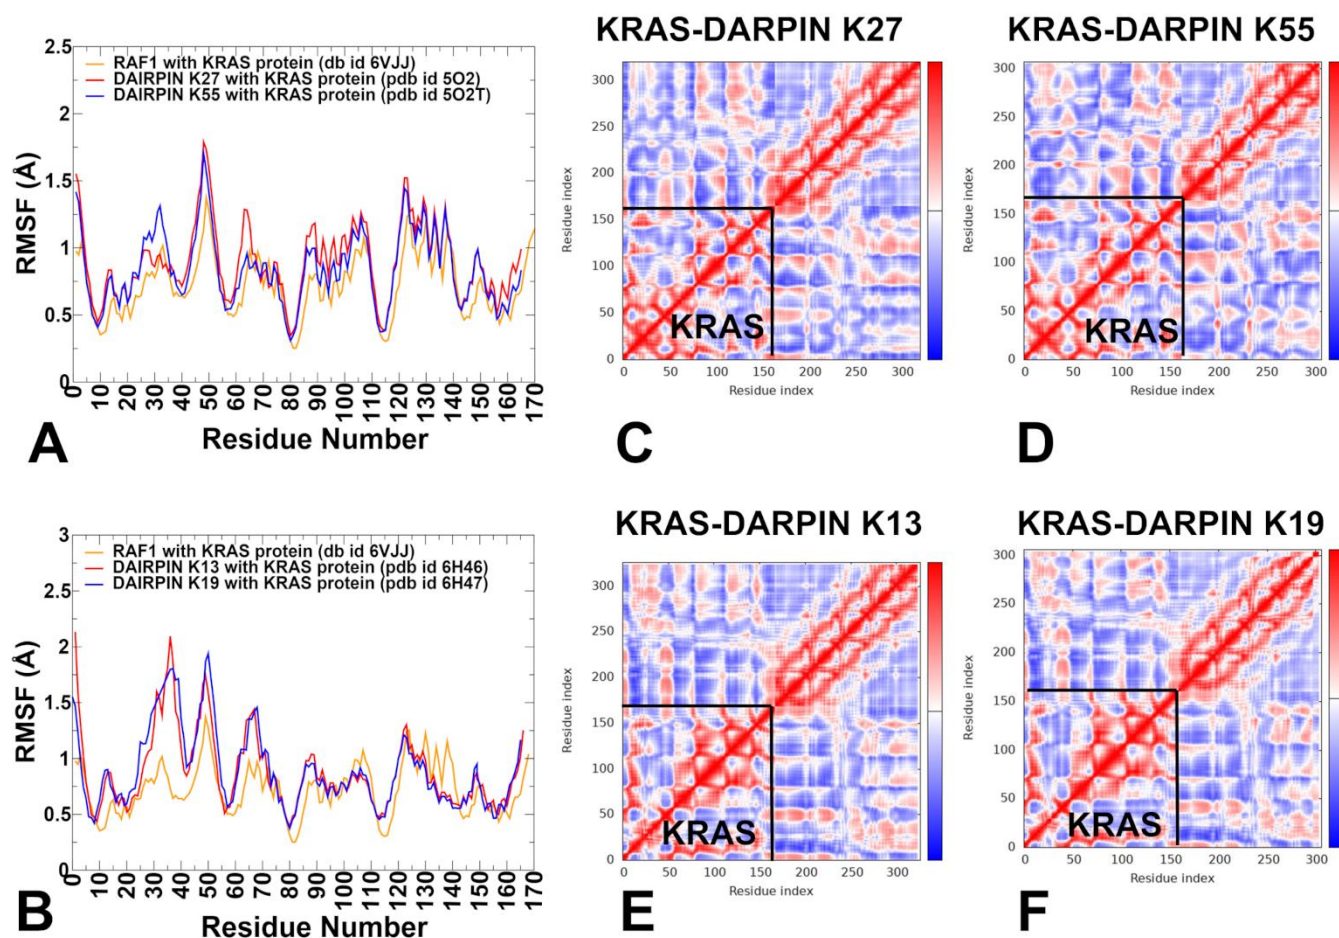 2.5
2
1.5
1
0.5
0
RMSF (Å)
RAF1 with KRAS protein (db id 6VJJ)
DAIRPIN K27 with KRAS protein (pdb id 5O2)
DAIRPIN K55 with KRAS protein (pdb id 5O2T)
0 10 20 30 40 50 60 70 80 90 100 110 120 130 140 150 160 170
Residue Number
A
KRAS-DARPIN K27
300
250
200
150
100
50
0
Residue index
KRAS
0 50 100 150 200 250 300
Residue index
C
KRAS-DARPIN K55
300
250
200
150
100
50
0
Residue index
KRAS
0 50 100 150 200 250 300
Residue index
D
3
2.5
2
1.5
1
0.5
0
RMSF (Å)
RAF1 with KRAS protein (db id 6VJJ)
DAIRPIN K13 with KRAS protein (pdb id 6H46)
DAIRPIN K19 with KRAS protein (pdb id 6H47)
0 10 20 30 40 50 60 70 80 90 100 110 120 130 140 150 160 170
Residue Number
B
KRAS-DARPIN K13
300
250
200
150
100
50
0
Residue index
KRAS
0 50 100 150 200 250 300
Residue index
E
KRAS-DARPIN K19
300
250
200
150
100
50
0
Residue index
KRAS
0 50 100 150 200 250 300
Residue index
F